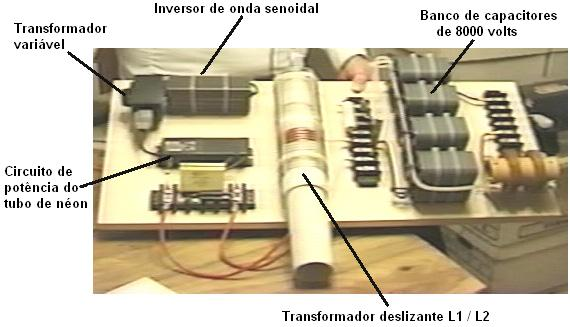 Inversor de onda senoidal
Transformador
variável
Banco de capacitores
de 8000 volts
Circuito de
potência do
tubo de néon
Transformador deslizante L1 / L2